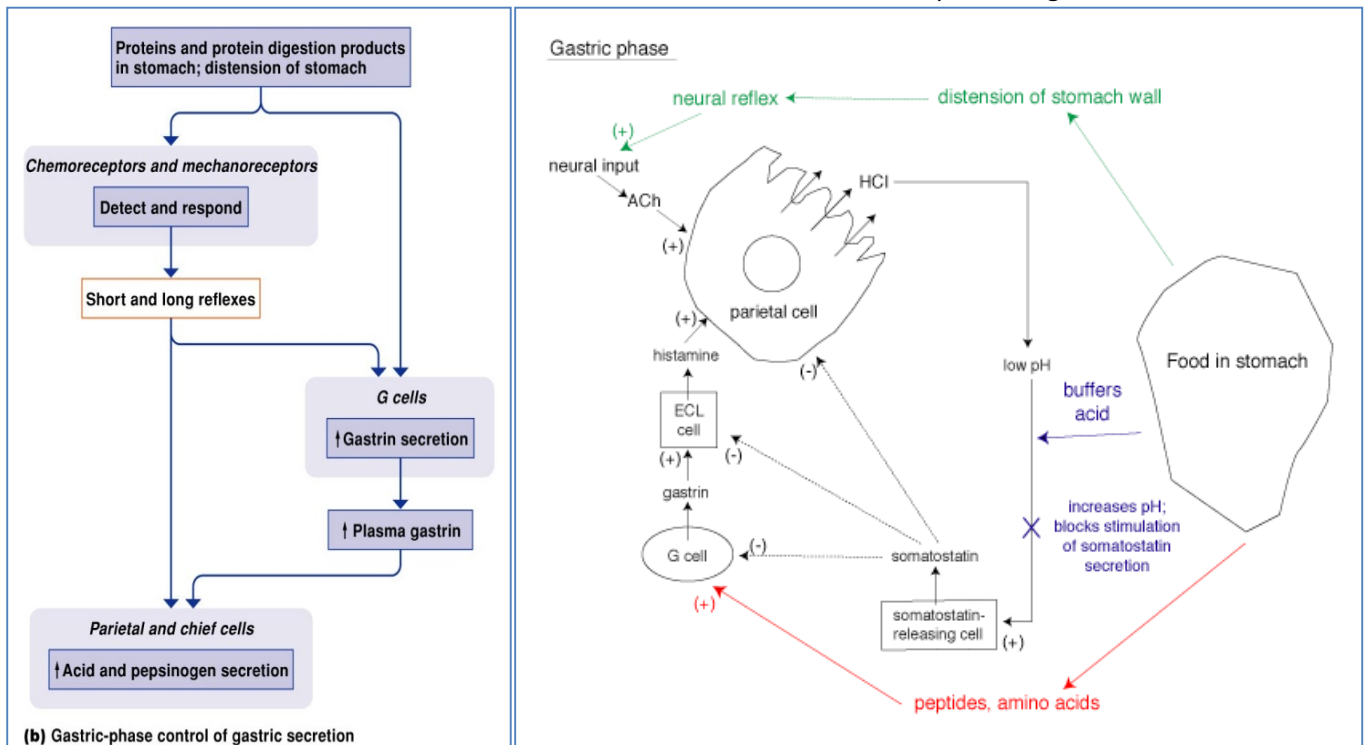 Proteins and protein digestion products
in stomach; distension of stomach
Chemoreceptors and mechanoreceptors
Detect and respond
Short and long reflexes
G cells
↑Gastrin secretion
↑ Plasma gastrin
Parietal and chief cells
↑Acid and pepsinogen secretion
(b) Gastric-phase control of gastric secretion
Gastric phase
neural reflex
distension of stomach wall
(+)
neural input
ACh
(+)
HCl
parietal cell
(+)
histamine
(-)
low pH
Food in stomach
buffers
acid
ECL
cell
(+)
(-)
gastrin
increases pH;
blocks stimulation
of somatostatin
secretion
G cell
(-)
somatostatin
(+)
somatostatin-
releasing cell
(+)
peptides, amino acids